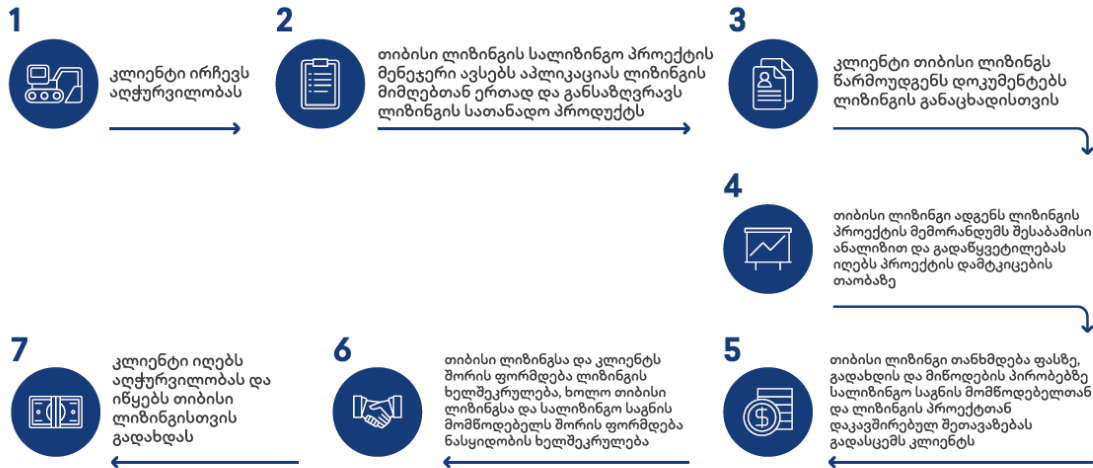 1
კლიენტი ირჩევს
აღჭურვილობას
2
თიბისი ლიზინგის სალიზინგო პროექტის
მენეჯერი ავსებს აპლიკაციას ლიზინგის
მიმღებთან ერთად და განსაზღვრავს
ლიზინგის სათანადო პროდუქტს
3
კლიენტი თიბისი ლიზინგს
წარმოუდგენს დოკუმენტებს
ლიზინგის განაცხადისთვის
4
თიბისი ლიზინგი ადგენს ლიზინგის
პროექტის მემორანდუმს შესაბამისი
ანალიზით და გადაწყვეტილებას
იღებს პროექტის დამტკიცების
თაობაზე
5
თიბისი ლიზინგი თანხმდება ფასზე,
გადახდის და მიწოდების პირობებზე
სალიზინგო საგნის მომწოდებელთან
და ლიზინგის პროექტთან
დაკავშირებულ შეთავაზებას
გადასცემს კლიენტს
$
6
თიბისი ლიზინგსა და კლიენტს
შორის ფორმდება ლიზინგის
ხელშეკრულება, ხოლო თიბისი
ლიზინგსა და სალიზინგო საგნის
მომწოდებელს შორის ფორმდება
ნასყიდობის ხელშეკრულება
7
კლიენტი იღებს
აღჭურვილობას და
იწყებს თიბისი
ლიზინგისთვის
გადახდას